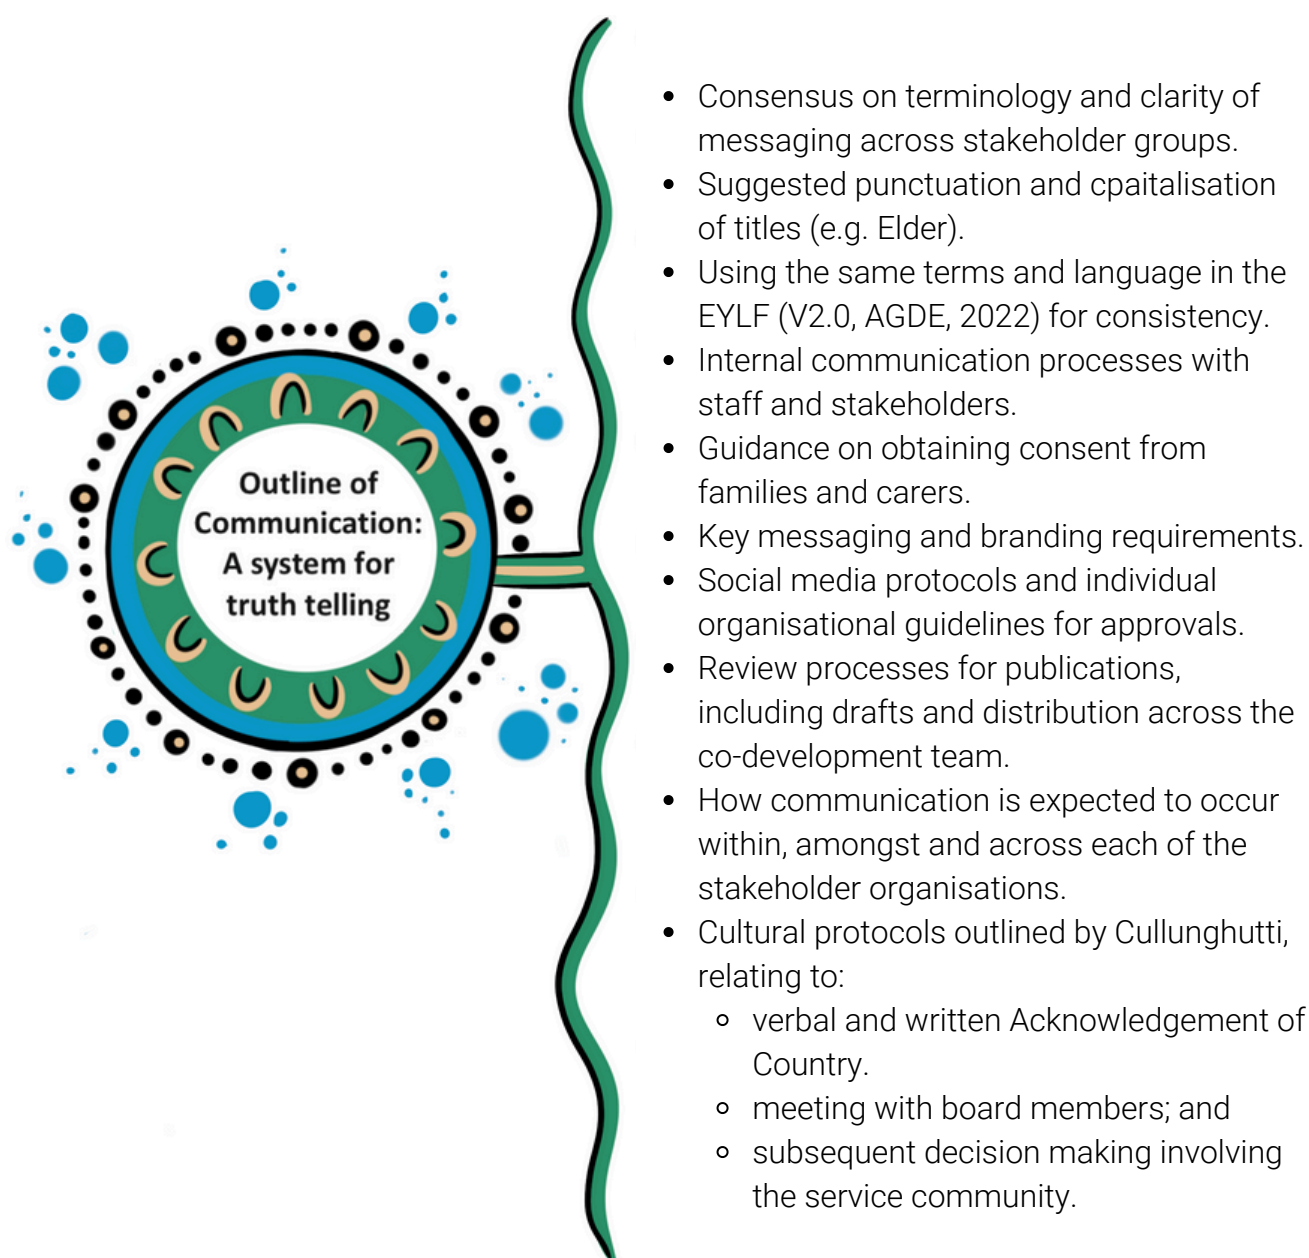 Outline of
Communication:
A system for
truth telling
• Consensus on terminology and clarity of
messaging across stakeholder groups.
• Suggested punctuation and cpaitalisation
of titles (e.g. Elder).
• Using the same terms and language in the
EYLF (V2.0, AGDE, 2022) for consistency.
• Internal communication processes with
staff and stakeholders.
• Guidance on obtaining consent from
families and carers.
• Key messaging and branding requirements.
• Social media protocols and individual
organisational guidelines for approvals.
• Review processes for publications,
including drafts and distribution across the
co-development team.
• How communication is expected to occur
within, amongst and across each of the
stakeholder organisations.
• Cultural protocols outlined by Cullunghutti,
relating to:
◦ verbal and written Acknowledgement of
Country.
◦ meeting with board members; and
◦ subsequent decision making involving
the service community.